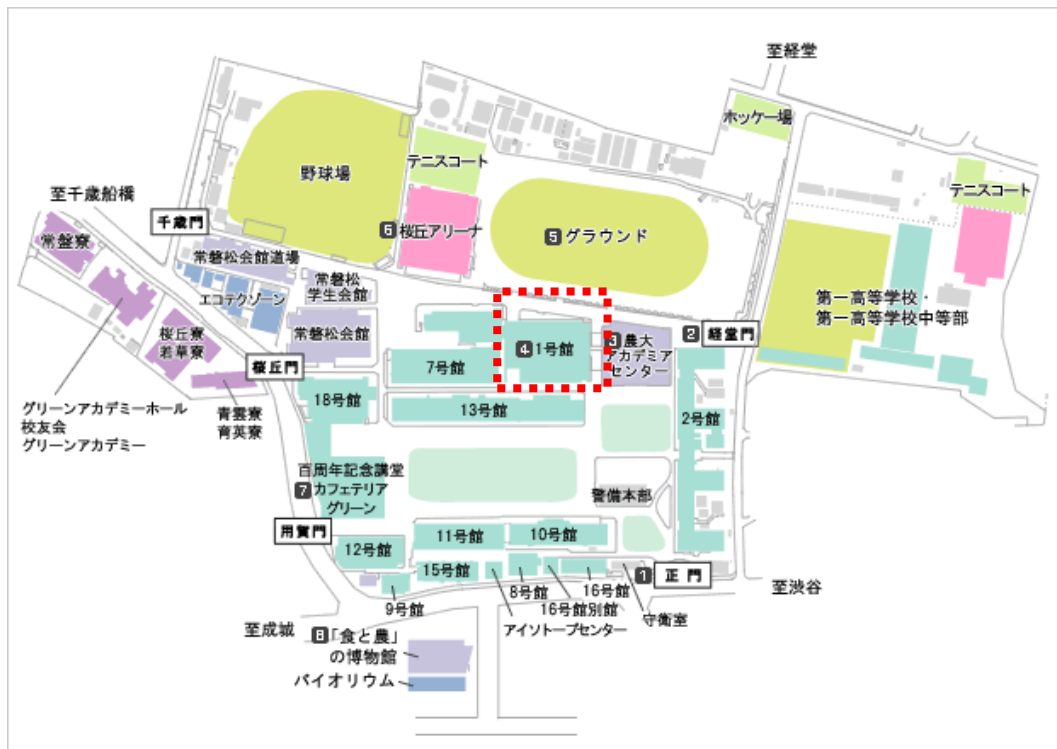 至経堂
ホッケー場
テニスコート
野球場
テニスコート
至千歳船橋
千歳門
6 桜丘アリーナ
5 グラウンド
常盤寮
常磐松会館道場
常磐松
学生会館
エコテクゾーン
第一高等学校・
第一高等学校中等部
常磐松会館
桜丘寮
若草寮
桜丘門
7号館
4 1号館
3 農大
アカデミア
センター
2 経堂門
グリーンアカデミーホール
校友会
グリーンアカデミー
青雲寮
育英寮
18号館
13号館
2号館
百周年記念講堂
7 カフェテリア
グリーン
警備本部
用賀門
12号館
11号館
10号館
15号館
9号館
8号館
16号館
16号館別館
アイソトープセンター
1 正門
守衛室
至渋谷
至成城
8 「食と農」
の博物館
バイオリウム